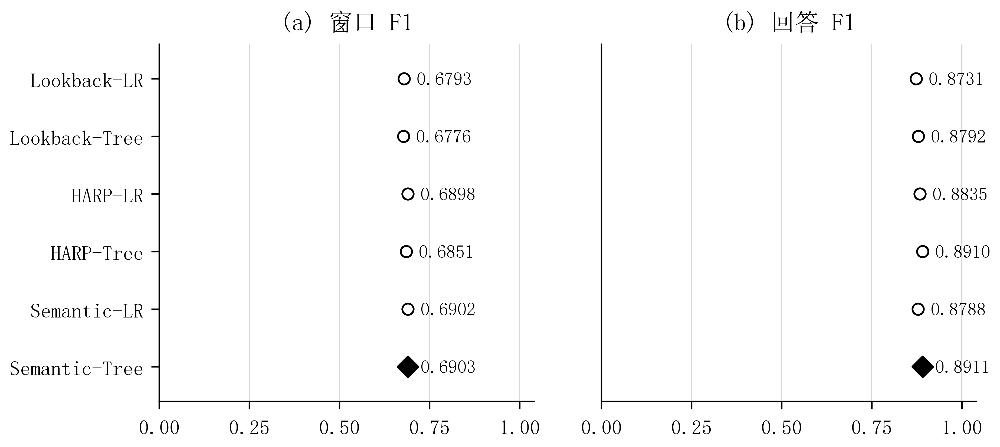 (a) 窗口 F1
(b) 回答 F1
Lookback-LR 0.6793 0.8731
Lookback-Tree 0.6776 0.8792
HARP-LR 0.6898 0.8835
HARP-Tree 0.6851 0.8910
Semantic-LR 0.6902 0.8788
Semantic-Tree 0.6903 0.8911
0.00 0.25 0.50 0.75 1.00
0.00 0.25 0.50 0.75 1.00